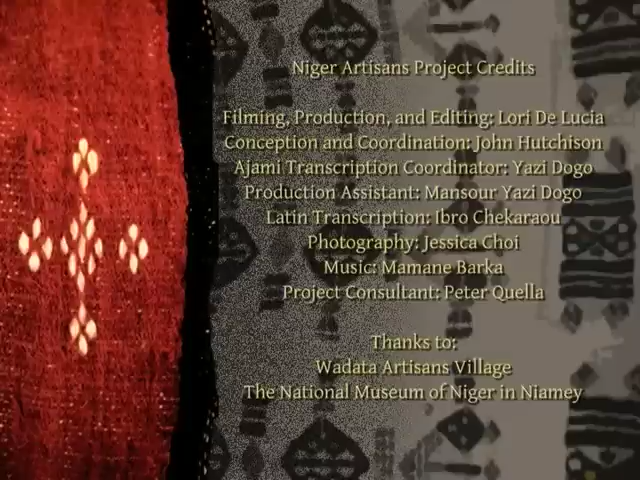 Niger Artisans Project Credits
Filming, Production, and Editing: Lori De Lucia
Conception and Coordination: John Hutchison
Ajami Transcription Coordinator: Yazi Dogo
Production Assistant: Mansour Yazi Dogo
Latin Transcription: Ibro Chekaraou
Photography: Jessica Choi
Music: Mamane Barka
Project Consultant: Peter Quella
Thanks to:
Wadata Artisans Village
The National Museum of Niger in Niamey